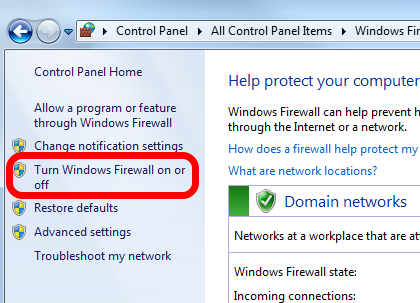 Control Panel ▸ All Control Panel Items ▸ Windows Fir
Control Panel Home
Allow a program or feature
through Windows Firewall
Change notification settings
Turn Windows Firewall on or
off
Restore defaults
Advanced settings
Troubleshoot my network
Help protect your computer
Windows Firewall can help prevent h
through the Internet or a network.
How does a firewall help protect my
What are network locations?
Domain networks
Networks at a workplace that are at
Windows Firewall state:
Incoming connections: